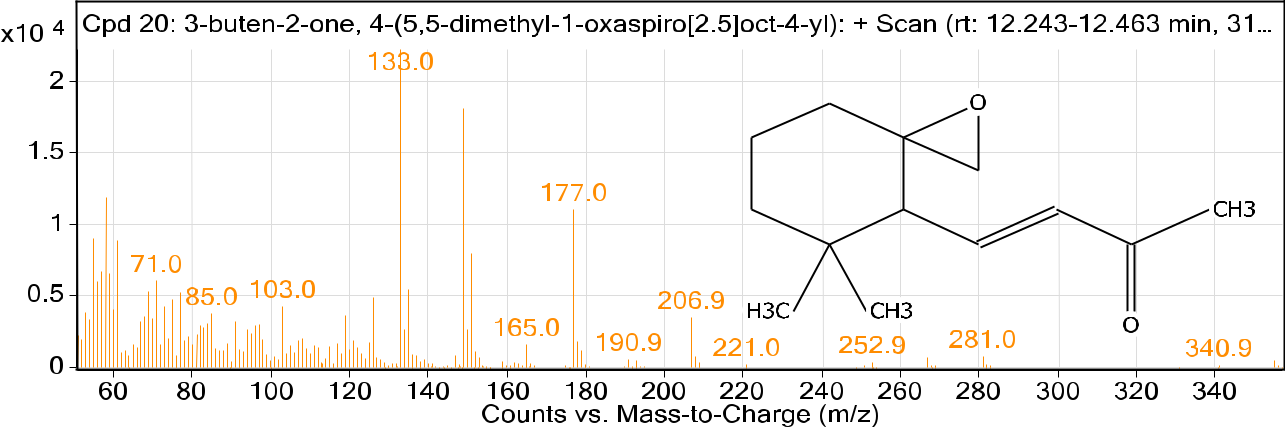 Cpd 20: 3-buten-2-one, 4-(5,5-dimethyl-1-oxaspiro[2.5]oct-4-yl): + Scan (rt: 12.243-12.463 min, 31...
x10 4
133.0
2
O
1.5
177.0
1
CH3
71.0
85.0
103.0
206.9
0.5
H3C
CH3
O
165.0
190.9
221.0
252.9
281.0
340.9
0
60 80 100 120 140 160 180 200 220 240 260 280 300 320 340
Counts vs. Mass-to-Charge (m/z)